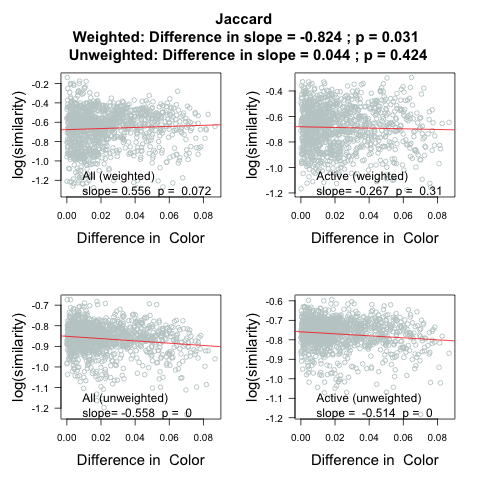 Jaccard
Weighted: Difference in slope = -0.824 ; p = 0.031
Unweighted: Difference in slope = 0.044 ; p = 0.424
log(similarity)
-0.2
-0.4
-0.6
-0.8
-1.0
-1.2
All (weighted)
slope= 0.556 p = 0.072
0.00 0.02 0.04 0.06 0.08
Difference in Color
log(similarity)
-0.4
-0.6
-0.8
-1.0
-1.2
Active (weighted)
slope= -0.267 p = 0.31
0.00 0.02 0.04 0.06 0.08
Difference in Color
log(similarity)
-0.7
-0.8
-0.9
-1.0
-1.1
-1.2
All (unweighted)
slope= -0.558 p = 0
0.00 0.02 0.04 0.06 0.08
Difference in Color
log(similarity)
-0.6
-0.7
-0.8
-0.9
-1.0
-1.1
-1.2
Active (unweighted)
slope = -0.514 p = 0
0.00 0.02 0.04 0.06 0.08
Difference in Color